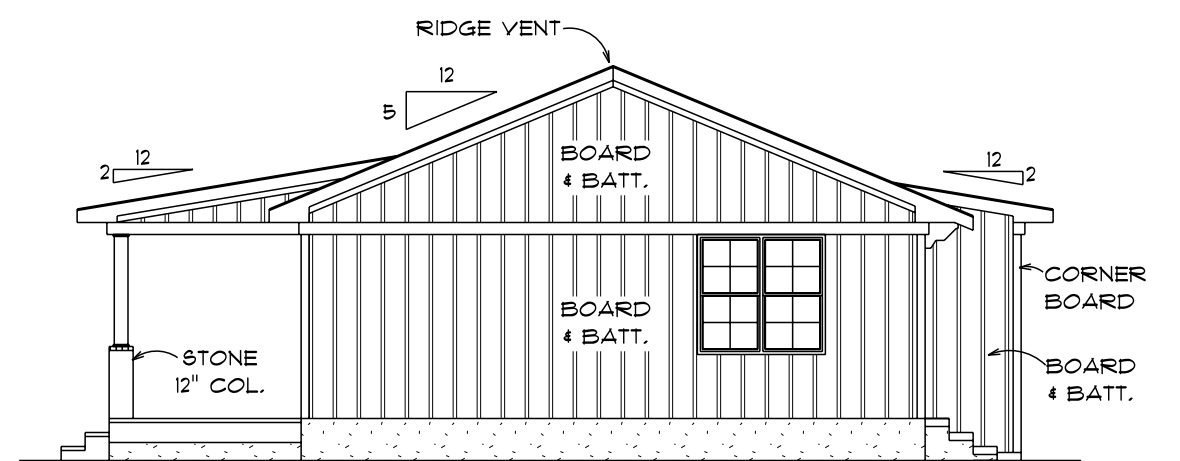 RIDGE VENT
12
5
12
2
12
2
BOARD
& BATT.
BOARD
& BATT.
CORNER
BOARD
STONE
12" COL.
BOARD
& BATT.